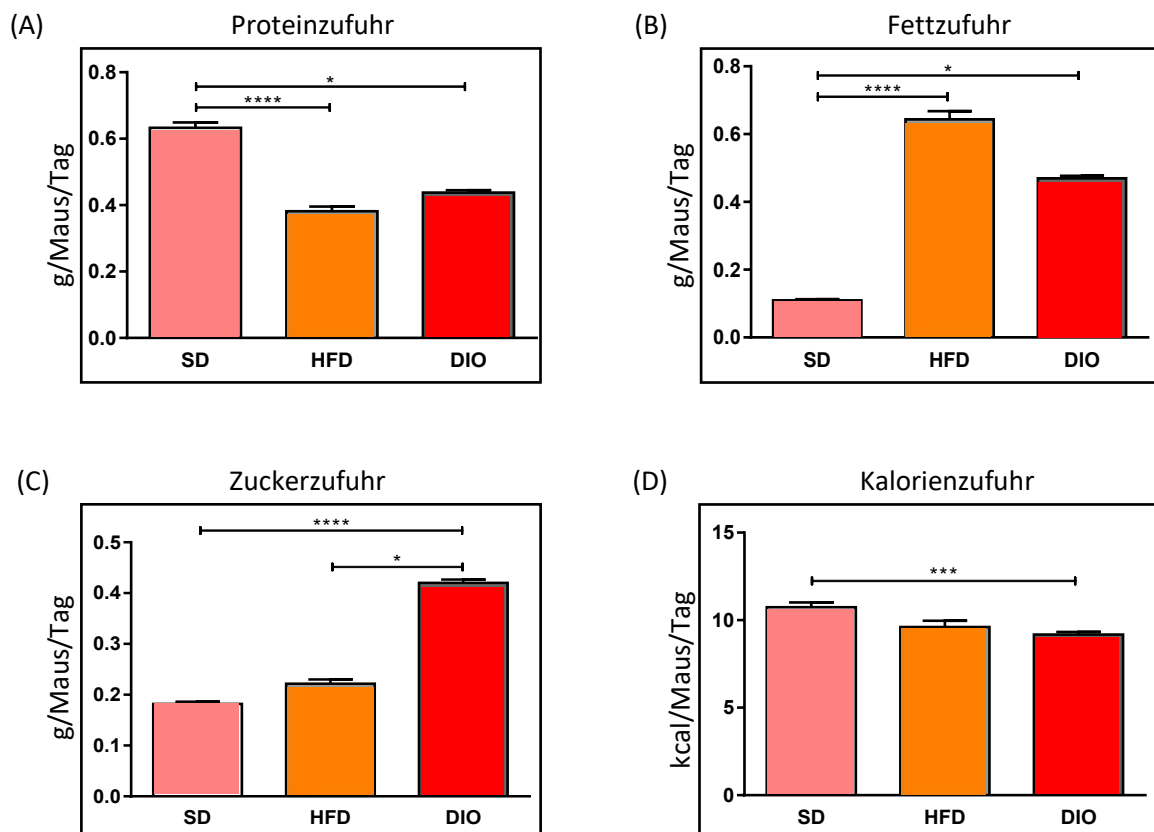 (A) Proteinzufuhr
g/Maus/Tag
0.8
0.6
0.4
0.2
0.0
*
****
SD HFD DIO
(B) Fettzufuhr
g/Maus/Tag
0.8
0.6
0.4
0.2
0.0
*
****
SD HFD DIO
(C) Zuckerzufuhr
g/Maus/Tag
0.5
0.4
0.3
0.2
0.1
0.0
****
*
SD HFD DIO
(D) Kalorienzufuhr
kcal/Maus/Tag
15
10
5
0
***
SD HFD DIO